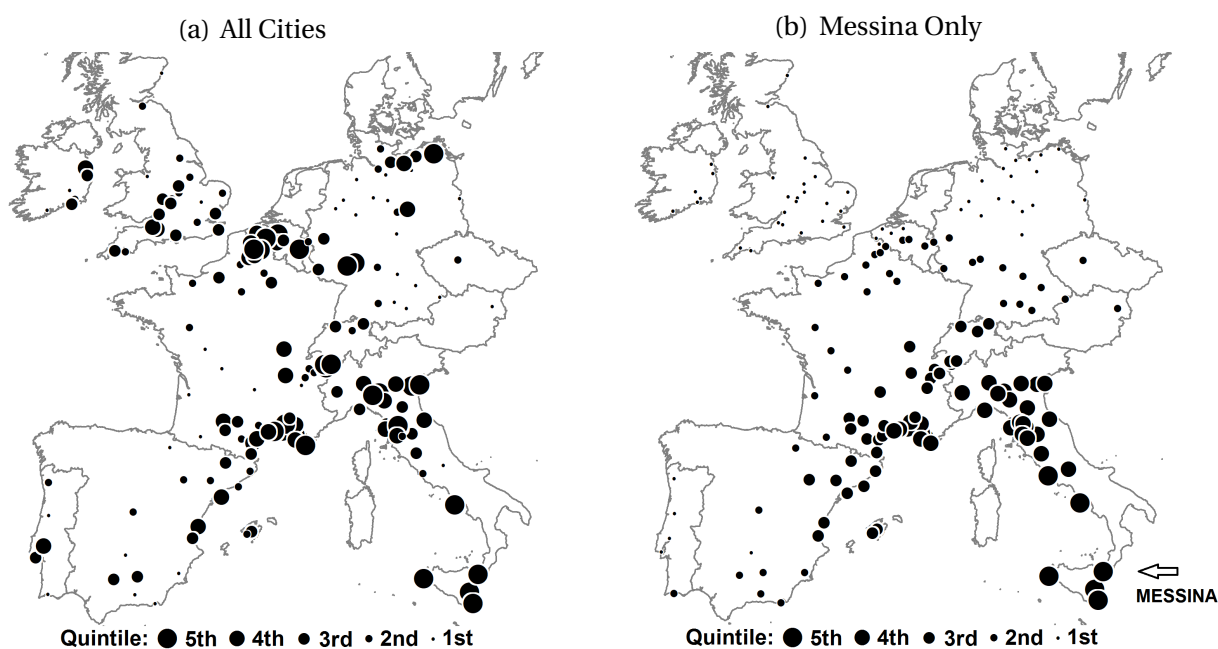 (a) All Cities
(b) Messina Only
MESSINA
Quintile: 5th 4th 3rd 2nd 1st
Quintile: 5th 4th 3rd 2nd 1st